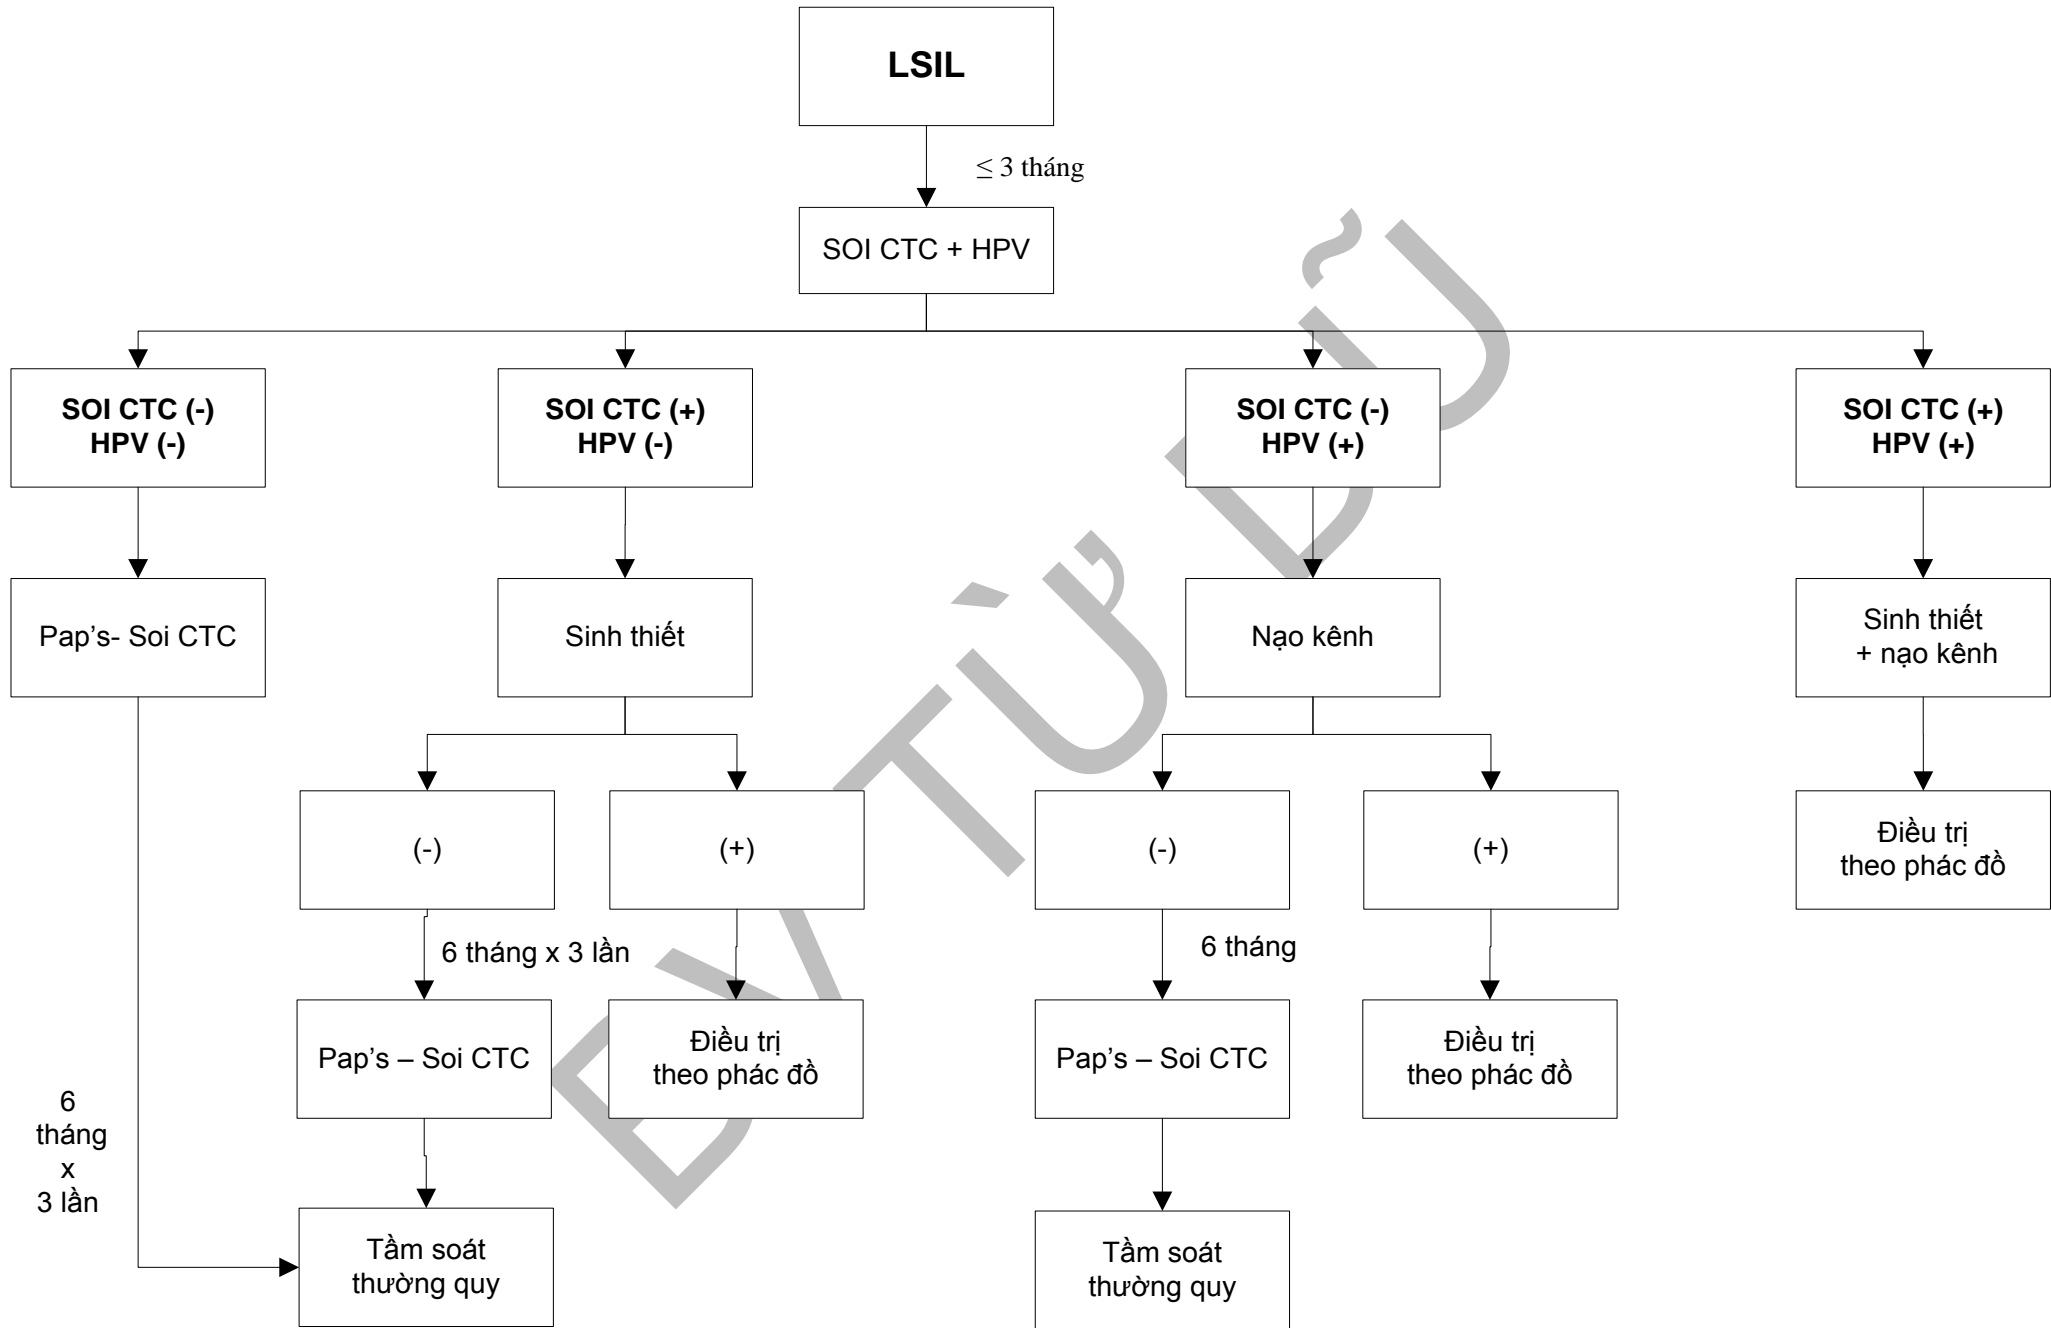 LSIL
≤ 3 tháng
SOI CTC + HPV
SOI CTC (-)
HPV (-)
SOI CTC (+)
HPV (-)
SOI CTC (-)
HPV (+)
SOI CTC (+)
HPV (+)
Pap’s- Soi CTC
Sinh thiết
Nạo kênh
Sinh thiết
+ nạo kênh
(-)
(+)
(-)
(+)
Điều trị
theo phác đồ
6 tháng x 3 lần
6 tháng
Pap’s – Soi CTC
Điều trị
theo phác đồ
Pap’s – Soi CTC
Điều trị
theo phác đồ
6
tháng
x
3 lần
Tầm soát
thường quy
Tầm soát
thường quy
BV TỪ DŨ